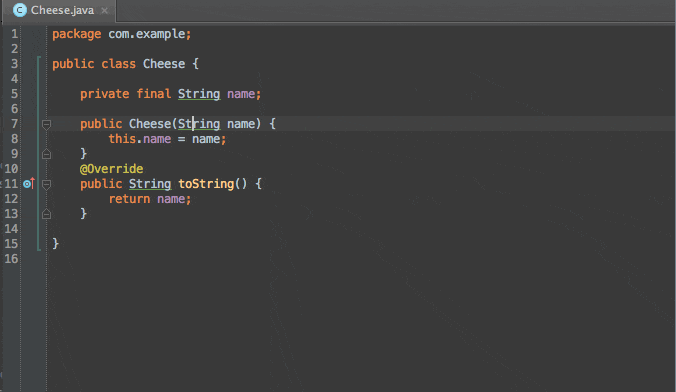 Cheese.java
1 package com.example;
2
3 public class Cheese {
4
5     private final String name;
6
7     public Cheese(String name) {
8         this.name = name;
9     }
10     @Override
11     public String toString() {
12         return name;
13     }
14
15 }
16